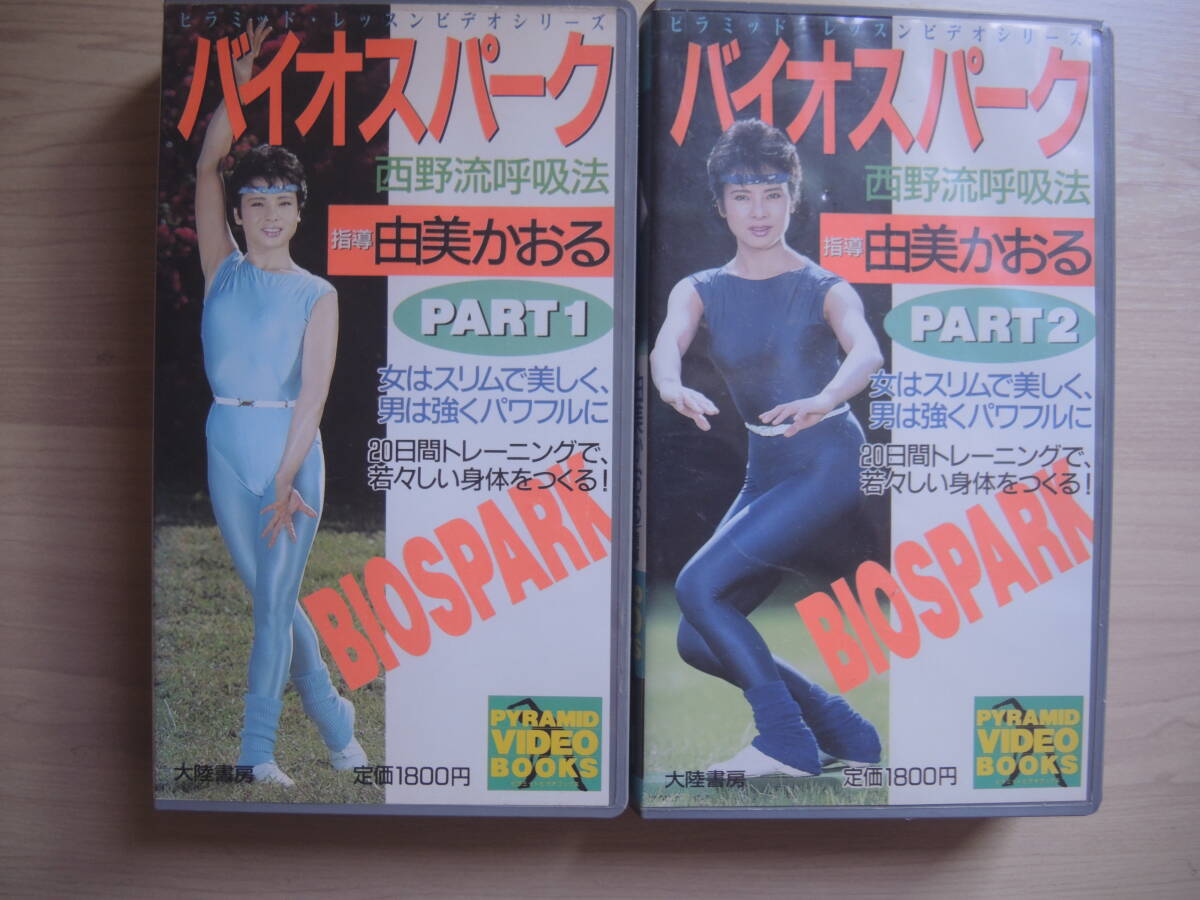 ピラミッド・レッスンビデオシリーズ
バイオスパーク
西野流呼吸法
指導 由美かおる
PART1
女はスリムで美しく、
男は強くパワフルに
20日間トレーニングで、
若々しい身体をつくる!
BIOSPARK
PYRAMID
VIDEO
BOOKS
大陸書房
定価1800円
ピラミッド・レッスンビデオシリーズ
バイオスパーク
西野流呼吸法
指導 由美かおる
PART2
女はスリムで美しく、
男は強くパワフルに
20日間トレーニングで、
若々しい身体をつくる!
BIOSPARK
PYRAMID
VIDEO
BOOKS
大陸書房
定価1800円